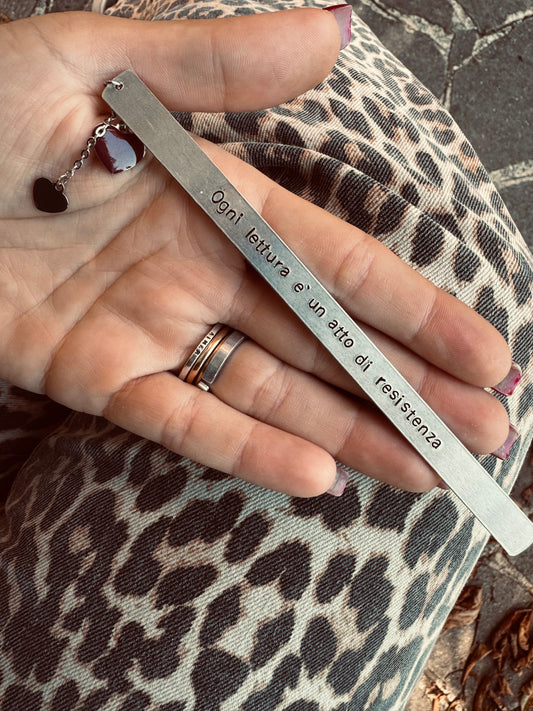 Ogni lettura e` un atto di resistenza